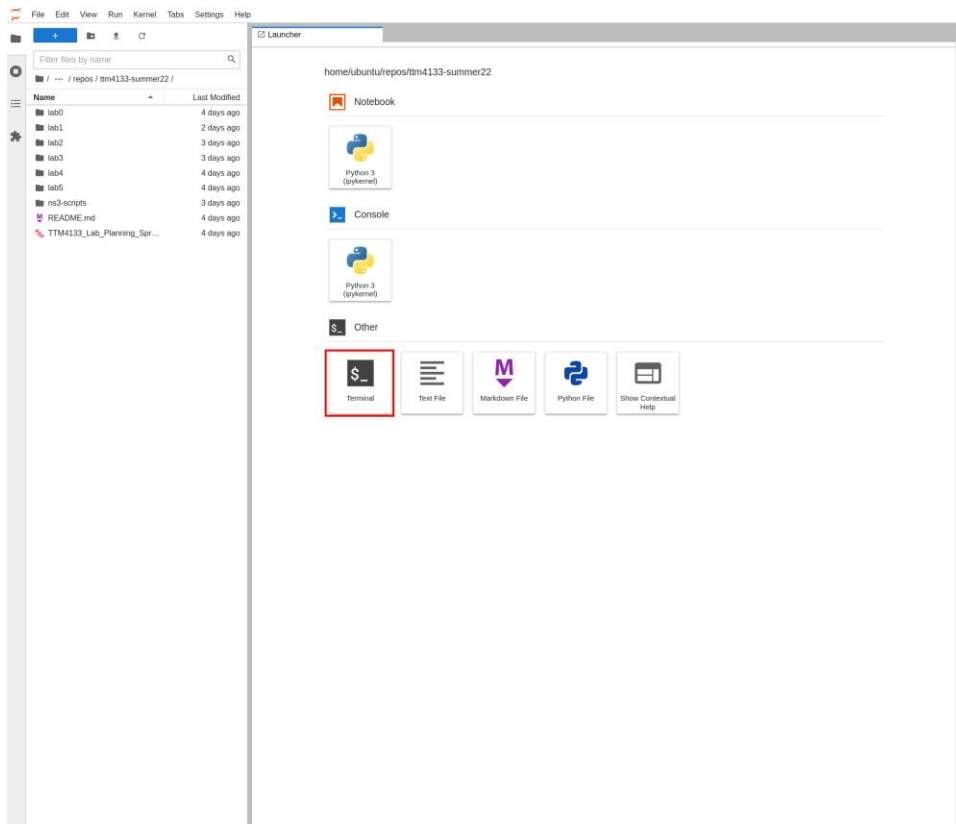 File Edit View Run Kernel Tabs Settings Help
+
Filter files by name
/ ··· / repos / ttm4133-summer22 /
Name Last Modified
lab0 4 days ago
lab1 2 days ago
lab2 3 days ago
lab3 3 days ago
lab4 4 days ago
lab5 4 days ago
ns3-scripts 3 days ago
README.md 4 days ago
TTM4133_Lab_Planning_Spr... 4 days ago
Launcher
home/ubuntu/repos/ttm4133-summer22
Notebook
Python 3
(ipykernel)
>_ Console
Python 3
(ipykernel)
$_ Other
$_
Terminal
Text File
M
Markdown File
Python File
Show Contextual
Help